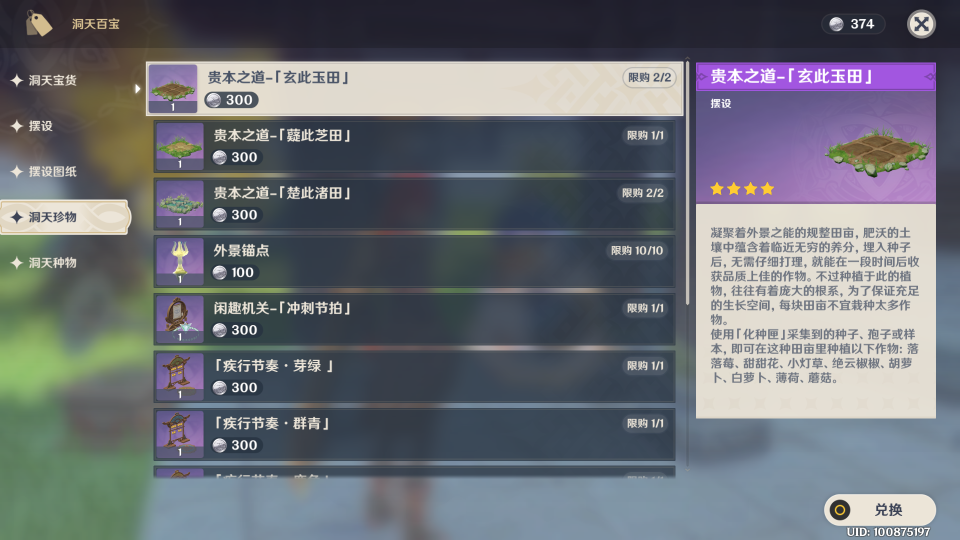 洞天百宝
374
洞天宝货
摆设
摆设图纸
洞天珍物
洞天种物
贵本之道-「玄此玉田」
限购 2/2
1
300
贵本之道-「薿此芝田」
限购 1/1
1
300
贵本之道-「楚此渚田」
限购 2/2
1
300
外景锚点
限购 10/10
1
100
闲趣机关-「冲刺节拍」
限购 1/1
1
300
「疾行节奏·芽绿 」
限购 1/1
1
300
「疾行节奏·群青」
限购 1/1
1
300
贵本之道-「玄此玉田」
摆设
凝聚着外景之能的规整田亩，肥沃的土
壤中蕴含着临近无穷的养分，埋入种子
后，无需仔细打理，就能在一段时间后收
获品质上佳的作物。不过种植于此的植
物，往往有着庞大的根系，为了保证充足
的生长空间，每块田亩不宜栽种太多作
物。
使用「化种匣」采集到的种子、孢子或样
本，即可在这种田亩里种植以下作物：落
落莓、甜甜花、小灯草、绝云椒椒、胡萝
卜、白萝卜、薄荷、蘑菇。
兑换
UID: 100875197